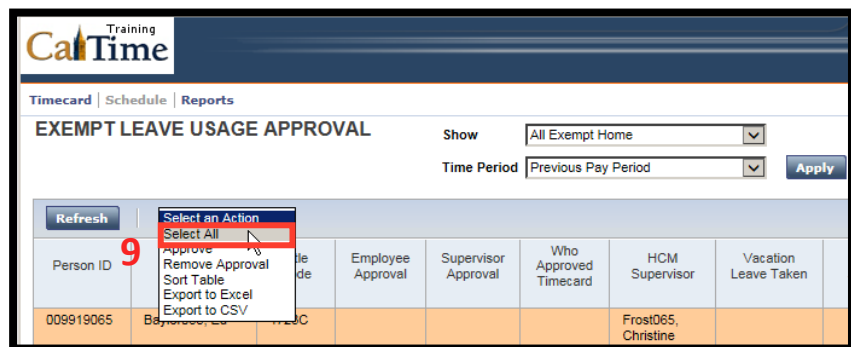 Training
CalTime
Timecard | Schedule | Reports
EXEMPT LEAVE USAGE APPROVAL
Show All Exempt Home
Time Period Previous Pay Period Apply
Refresh
Select an Action
Select All
Approve
Remove Approval
Sort Table
Export to Excel
Export to CSV
9
Person ID
Employee Approval
Supervisor Approval
Who Approved Timecard
HCM Supervisor
Vacation Leave Taken
009919065
Frost065, Christine